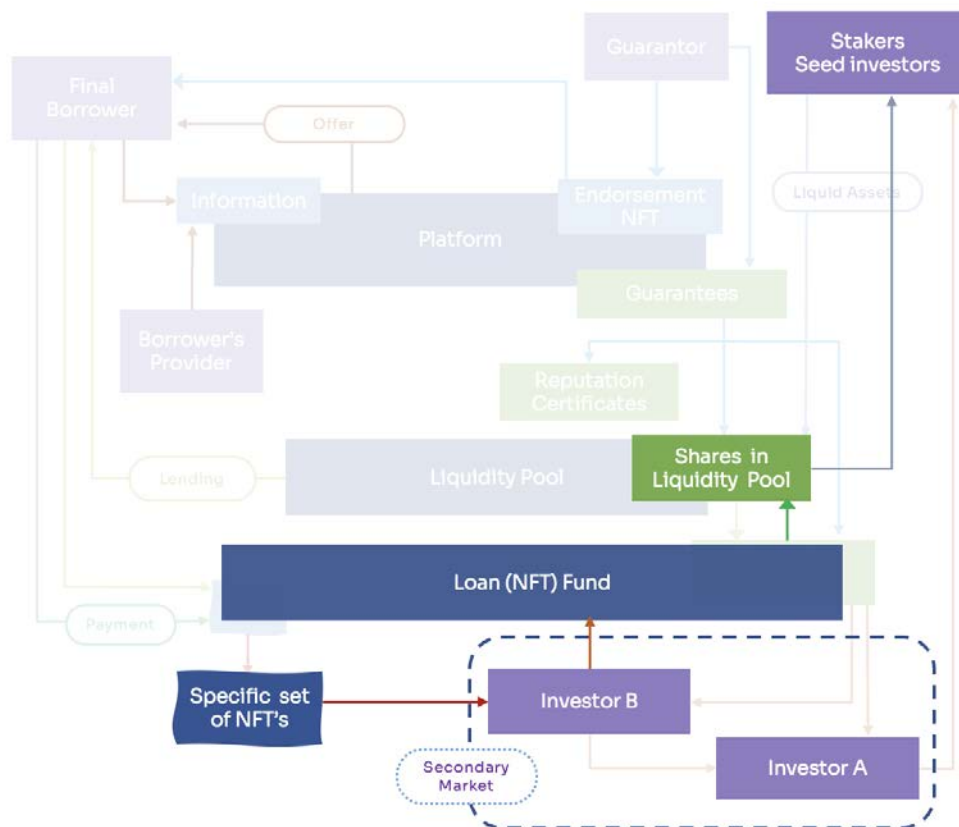 Guarantor
Stakers
Seed investors
Final
Borrower
Offer
Information
Endorsement
NFT
Liquid Assets
Platform
Guarantees
Borrower's
Provider
Reputation
Certificates
Shares in
Liquidity Pool
Lending
Liquidity Pool
Loan (NFT) Fund
Payment
Specific set
of NFT's
Investor B
Secondary
Market
Investor A